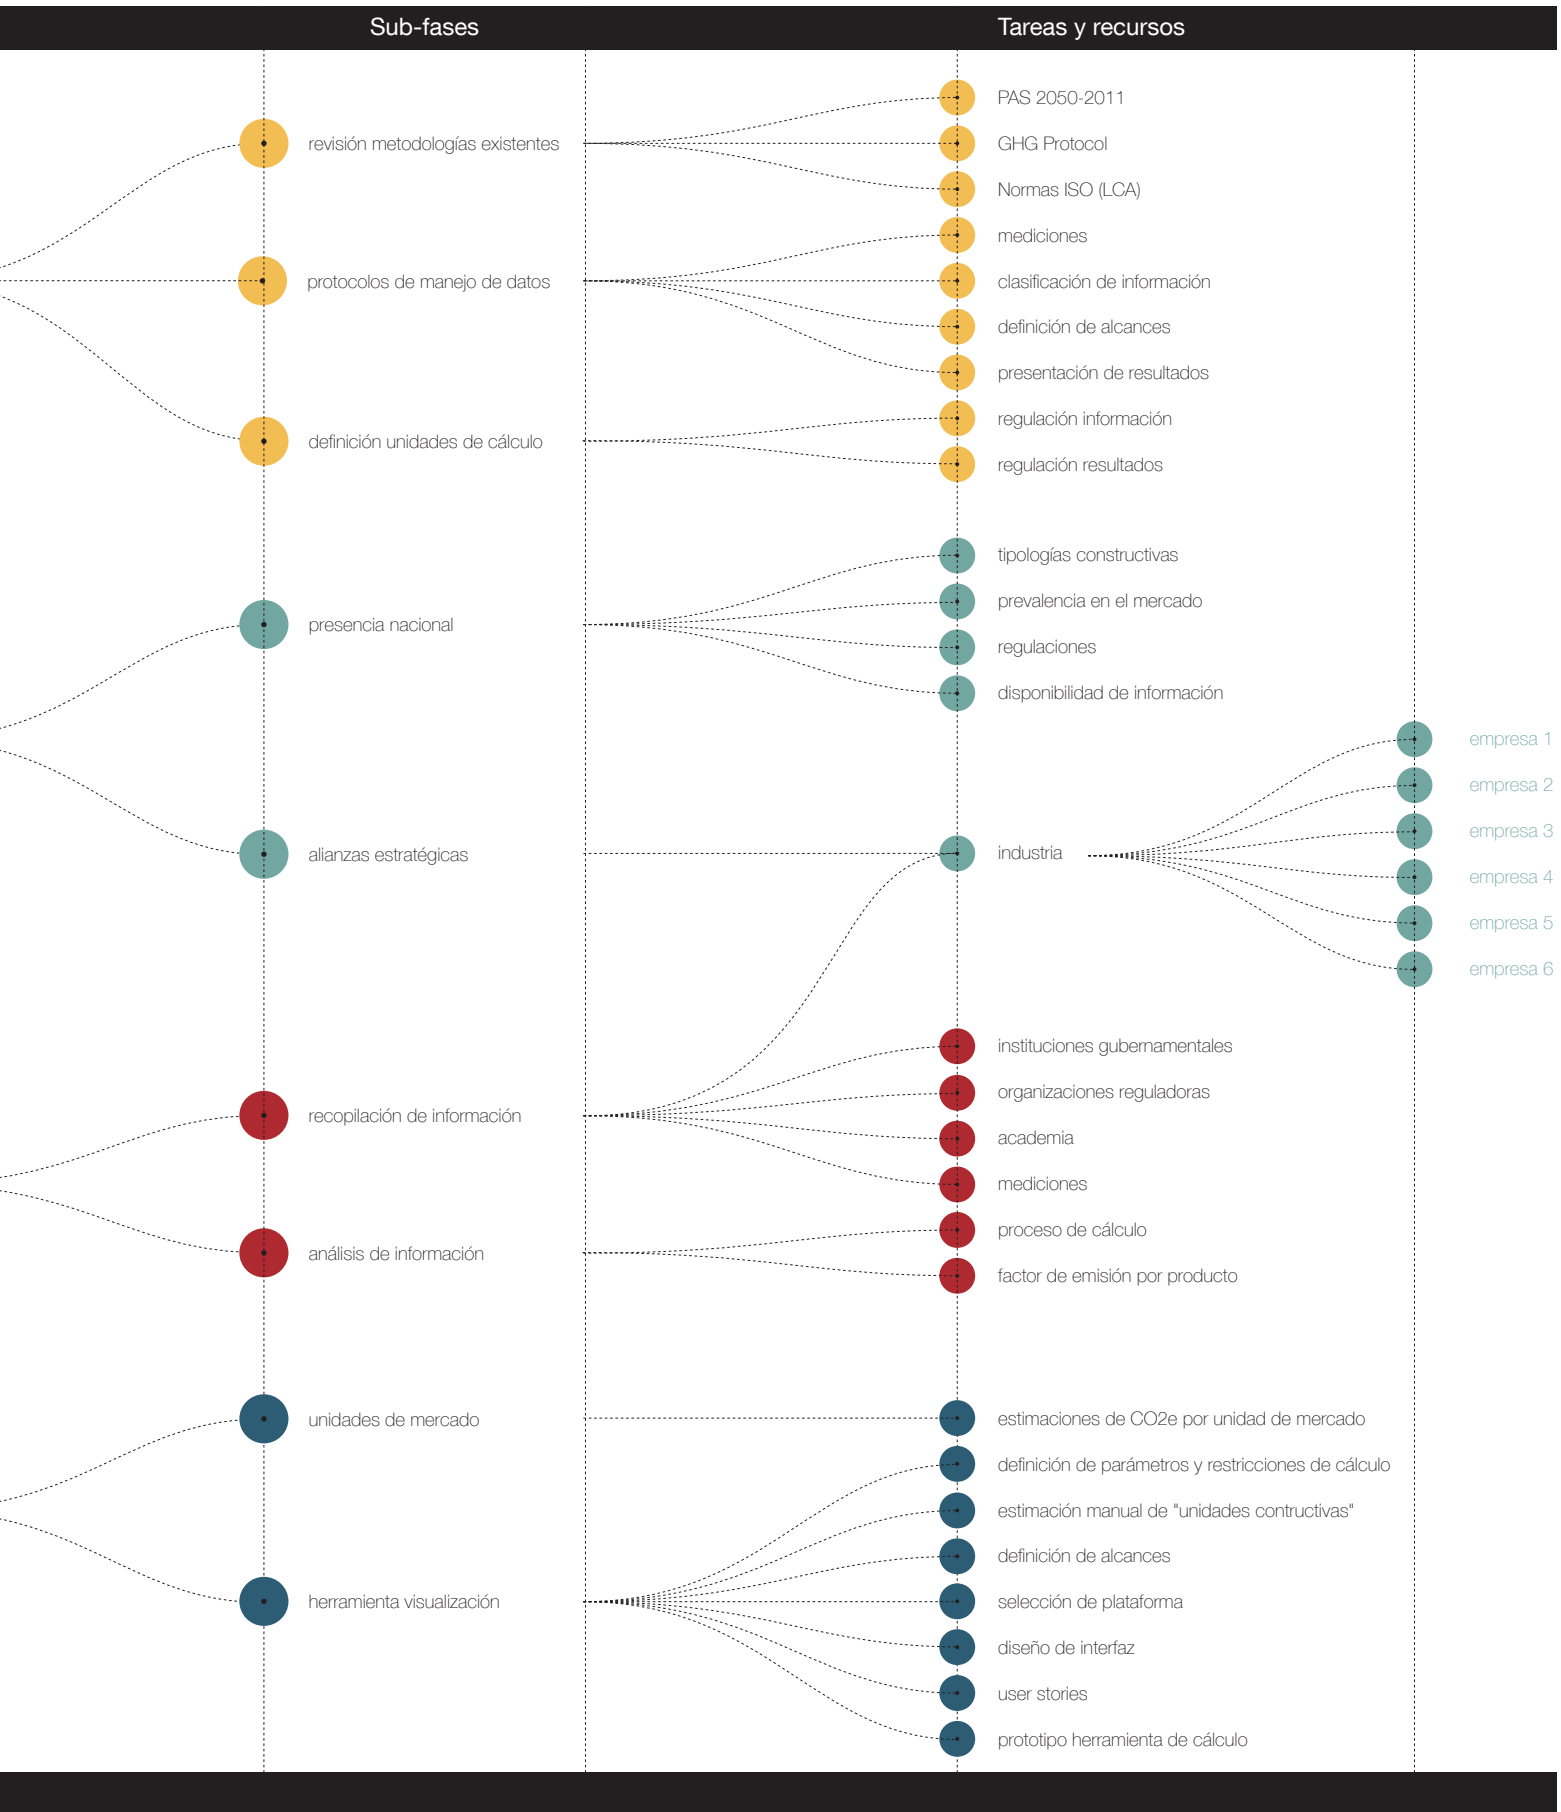 Sub-fases
Tareas y recursos
revisión metodologías existentes
PAS 2050-2011
GHG Protocol
Normas ISO (LCA)
protocolos de manejo de datos
mediciones
clasificación de información
definición de alcances
presentación de resultados
definición unidades de cálculo
regulación información
regulación resultados
presencia nacional
tipologías constructivas
prevalencia en el mercado
regulaciones
disponibilidad de información
alianzas estratégicas
industria
empresa 1
empresa 2
empresa 3
empresa 4
empresa 5
empresa 6
recopilación de información
instituciones gubernamentales
organizaciones reguladoras
academia
mediciones
análisis de información
proceso de cálculo
factor de emisión por producto
unidades de mercado
estimaciones de CO2e por unidad de mercado
herramienta visualización
definición de parámetros y restricciones de cálculo
estimación manual de "unidades contructivas"
definición de alcances
selección de plataforma
diseño de interfaz
user stories
prototipo herramienta de cálculo